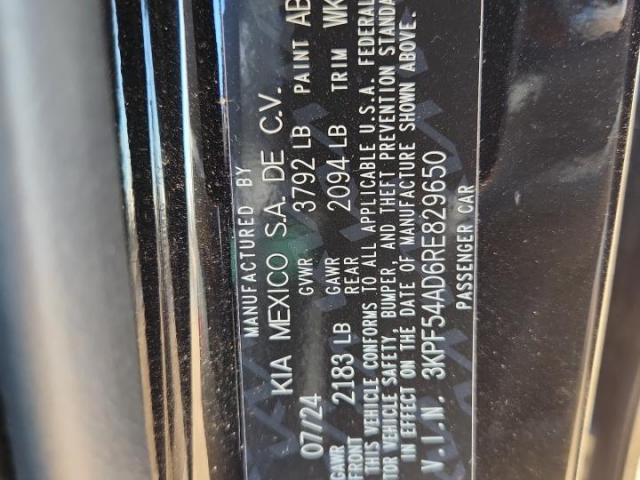 MANUFACTURED BY
KIA MEXICO S.A. DE C.V.
07/24 GVWR 3792 LB PAINT AB
GAWR FRONT 2183 LB GAWR REAR 2094 LB TRIM WK
THIS VEHICLE CONFORMS TO ALL APPLICABLE U.S.A. FEDERAL
TOR VEHICLE SAFETY, BUMPER, AND THEFT PREVENTION STANDA
IN EFFECT ON THE DATE OF MANUFACTURE SHOWN ABOVE.
V.I.N. 3KPF54AD6RE829650
PASSENGER CAR